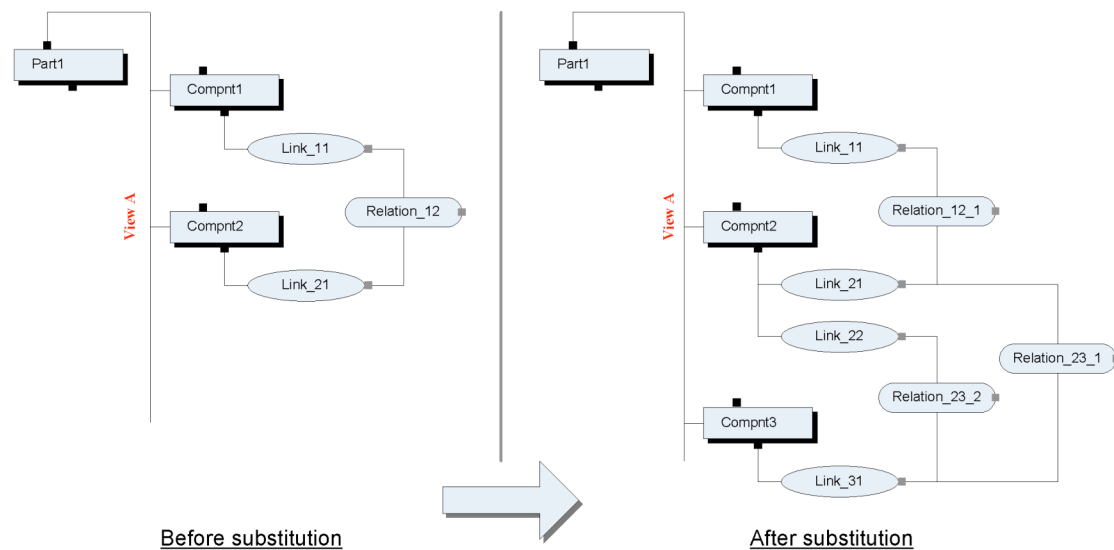 Part1
Compnt1
Link_11
View A
Relation_12
Compnt2
Link_21
Before substitution
Part1
Compnt1
Link_11
View A
Relation_12_1
Compnt2
Link_21
Link_22
Relation_23_1
Relation_23_2
Compnt3
Link_31
After substitution